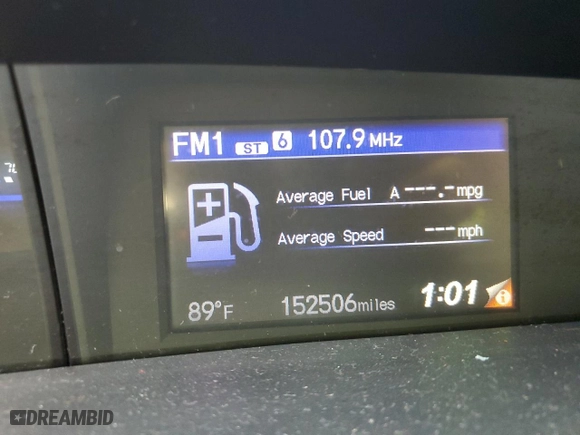 FM1 ST 6 107.9 MHz
Average Fuel A ---.- mpg
Average Speed --- mph
89°F 152506 miles 1:01 i
DREAMBID